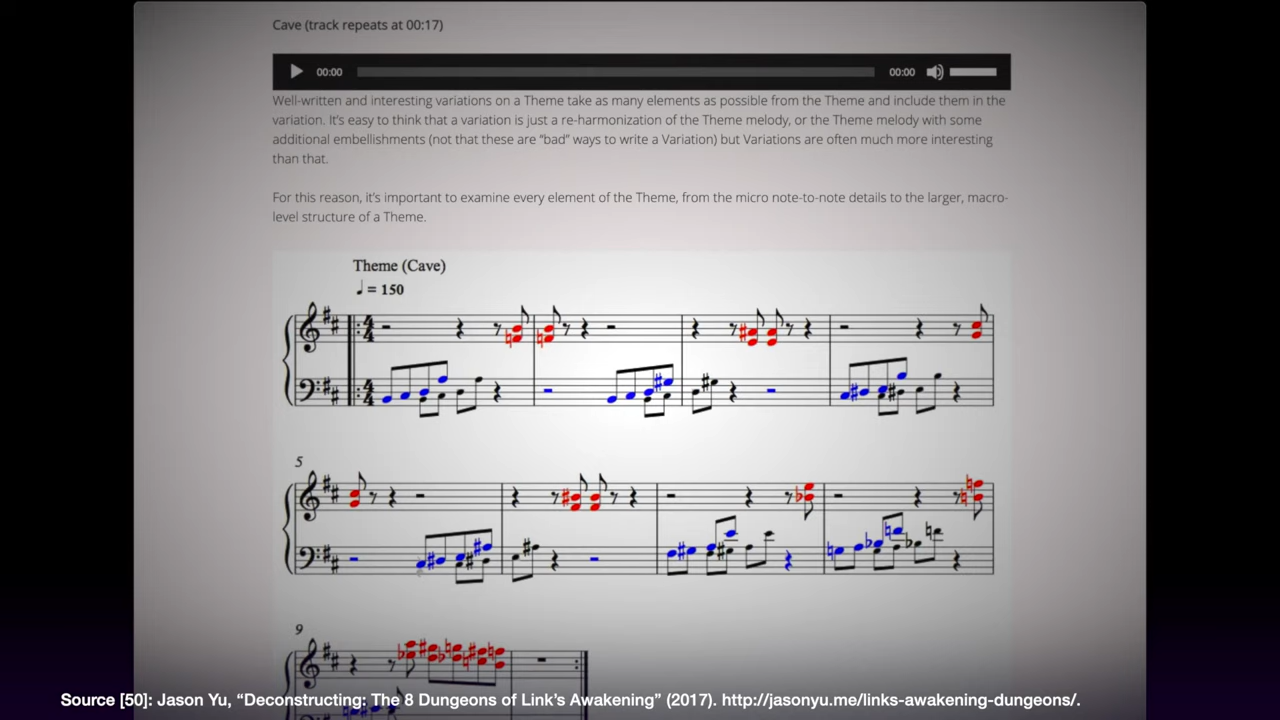 Cave (track repeats at 00:17)
00:00
00:00
Well-written and interesting variations on a Theme take as many elements as possible from the Theme and include them in the
variation. It's easy to think that a variation is just a re-harmonization of the Theme melody, or the Theme melody with some
additional embellishments (not that these are “bad” ways to write a Variation) but Variations are often much more interesting
than that.
For this reason, it's important to examine every element of the Theme, from the micro note-to-note details to the larger, macro-
level structure of a Theme.
Theme (Cave)
♩ = 150
5
9
Source [50]: Jason Yu, “Deconstructing: The 8 Dungeons of Link’s Awakening” (2017). http://jasonyu.me/links-awakening-dungeons/.